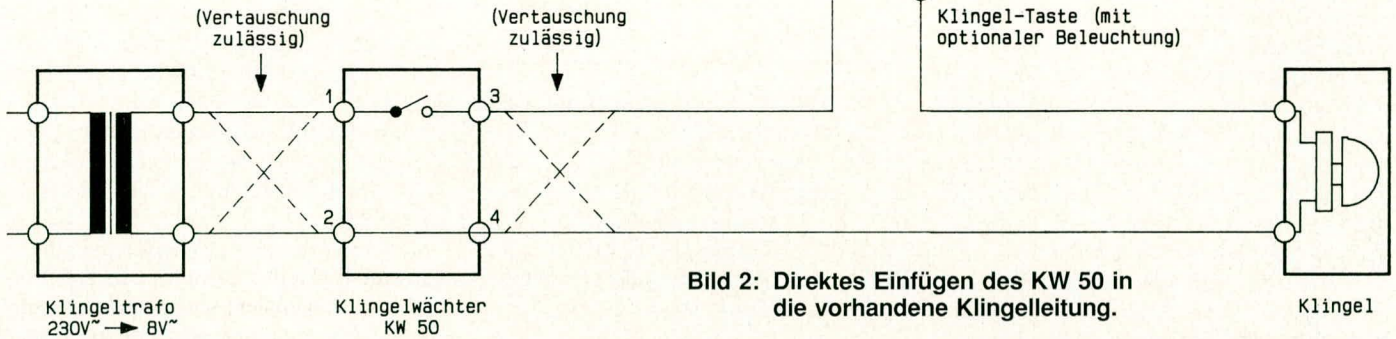 (Vertauschung
zulässig)
(Vertauschung
zulässig)
Klingel-Taste (mit
optionaler Beleuchtung)
1
3
2
4
Klingeltrafo
230V~ → 8V~
Klingelwächter
KW 50
Bild 2: Direktes Einfügen des KW 50 in
die vorhandene Klingelleitung.
Klingel